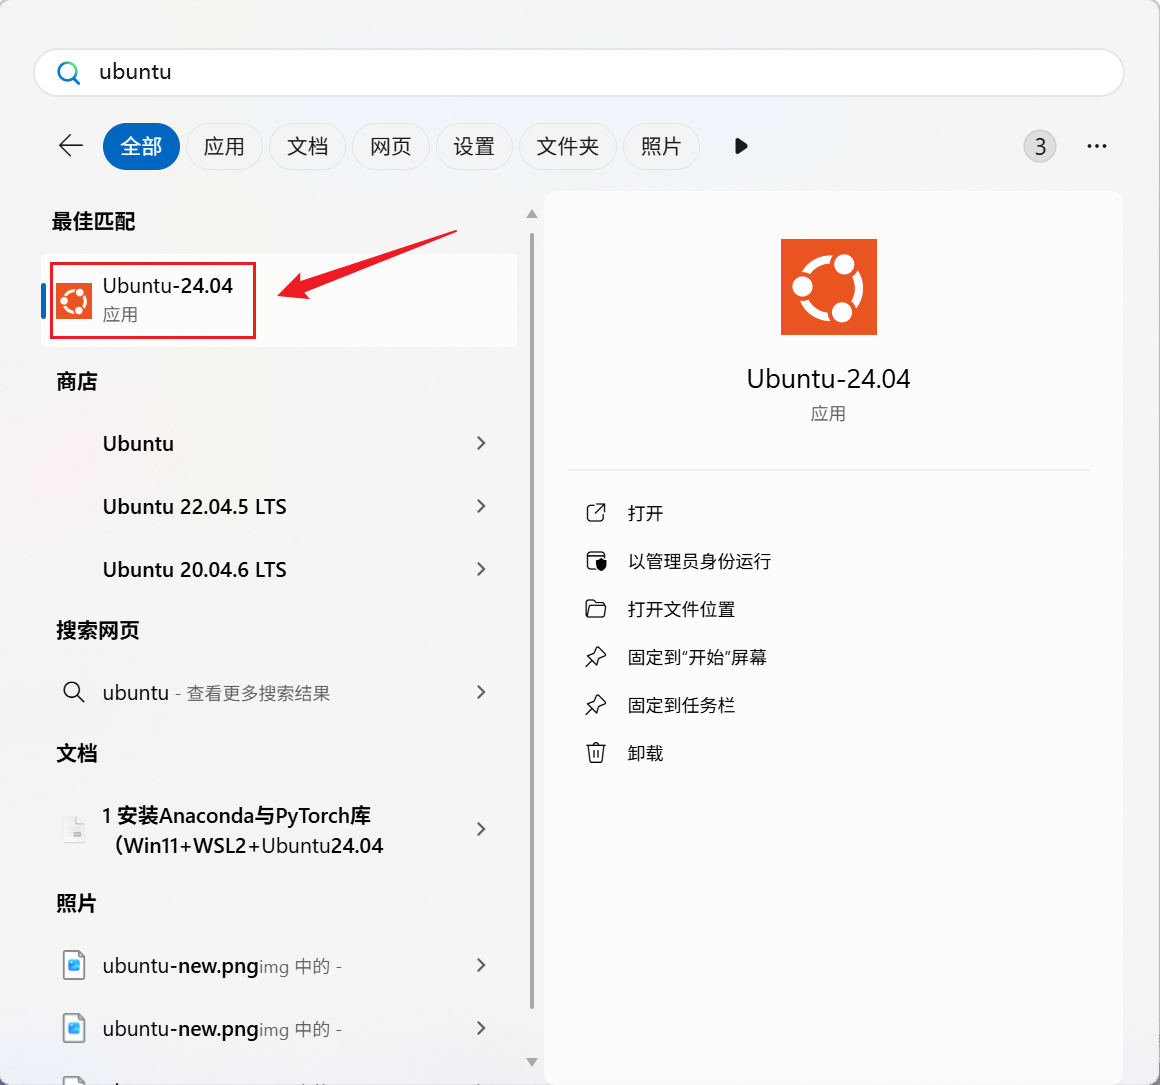 ubuntu
全部
应用
文档
网页
设置
文件夹
照片
3
最佳匹配
Ubuntu-24.04
应用
商店
Ubuntu
Ubuntu 22.04.5 LTS
Ubuntu 20.04.6 LTS
搜索网页
ubuntu - 查看更多搜索结果
文档
1 安装Anaconda与PyTorch库
（Win11+WSL2+Ubuntu24.04
照片
ubuntu-new.pngimg 中的 -
ubuntu-new.pngimg 中的 -
Ubuntu-24.04
应用
打开
以管理员身份运行
打开文件位置
固定到“开始”屏幕
固定到任务栏
卸载